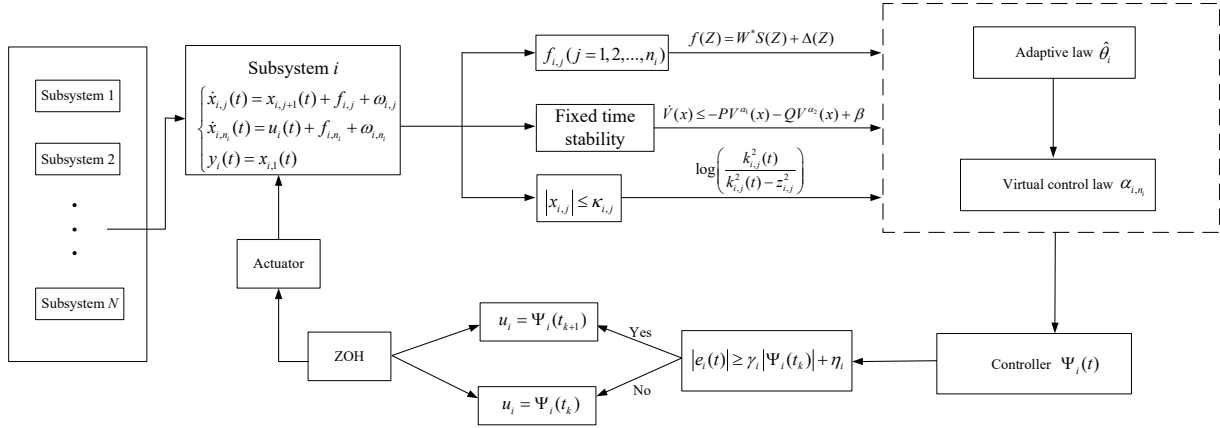 Subsystem 1
Subsystem 2
Subsystem N
Subsystem i
ẋ_{i,j}(t) = x_{i,j+1}(t) + f_{i,j} + ω_{i,j}
ẋ_{i,n_i}(t) = u_i(t) + f_{i,n_i} + ω_{i,n_i}
y_i(t) = x_{i,1}(t)
Actuator
f_{i,j}(j = 1, 2, ..., n_i)
f(Z) = W^*S(Z) + Δ(Z)
Fixed time
stability
V̇(x) ≤ −PV^{α_1}(x) − QV^{α_2}(x) + β
|x_{i,j}| ≤ κ_{i,j}
log(k_{i,j}^2(t) / (k_{i,j}^2(t) − z_{i,j}^2))
Adaptive law θ̂_i
Virtual control law α_{i,n_i}
Controller Ψ_i(t)
|e_i(t)| ≥ γ_i|Ψ_i(t_k)| + η_i
Yes
No
u_i = Ψ_i(t_{k+1})
u_i = Ψ_i(t_k)
ZOH